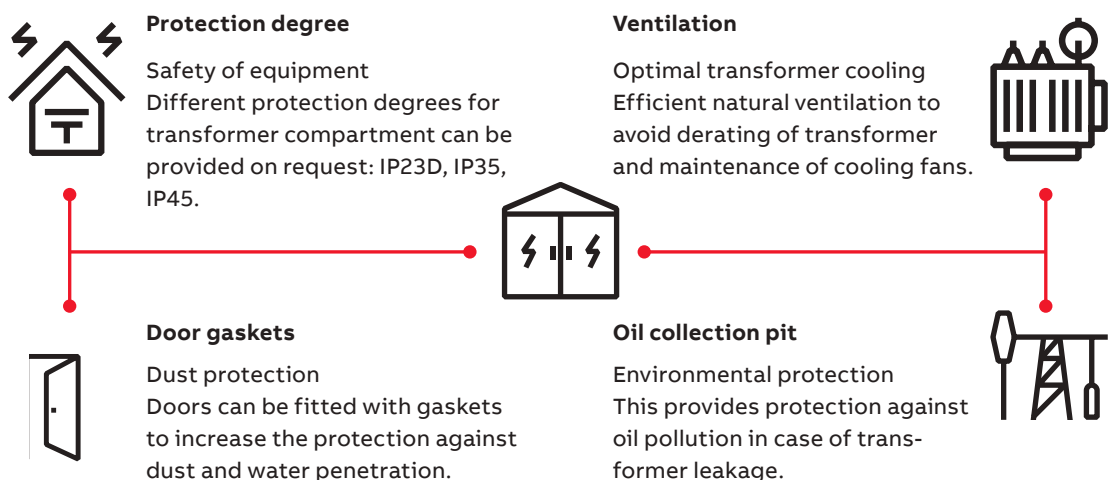 Protection degree
Safety of equipment
Different protection degrees for
transformer compartment can be
provided on request: IP23D, IP35,
IP45.
Ventilation
Optimal transformer cooling
Efficient natural ventilation to
avoid derating of transformer
and maintenance of cooling fans.
Door gaskets
Dust protection
Doors can be fitted with gaskets
to increase the protection against
dust and water penetration.
Oil collection pit
Environmental protection
This provides protection against
oil pollution in case of trans-
former leakage.